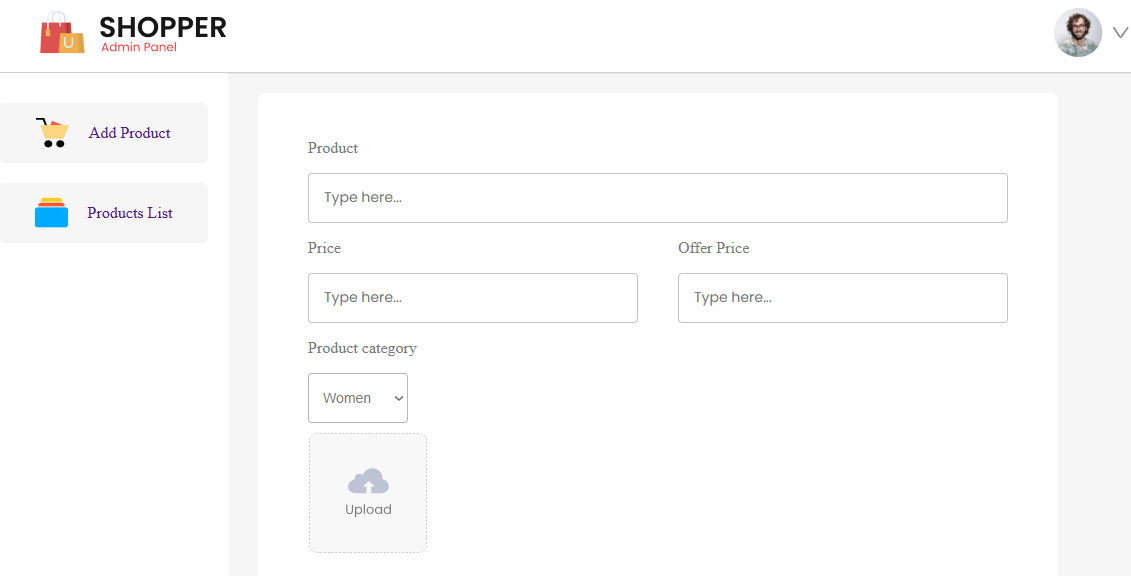 SHOPPER
Admin Panel
U
Add Product
Products List
Product
Type here...
Price
Offer Price
Type here...
Type here...
Product category
Women
Upload